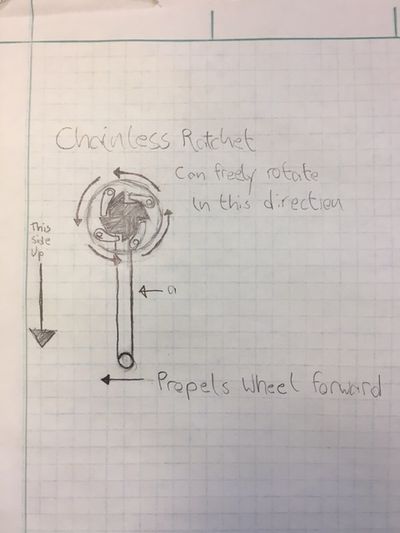 Chainless Ratchet
Can freely rotate
In this direction
This
side
Up
a
Propels Wheel forward